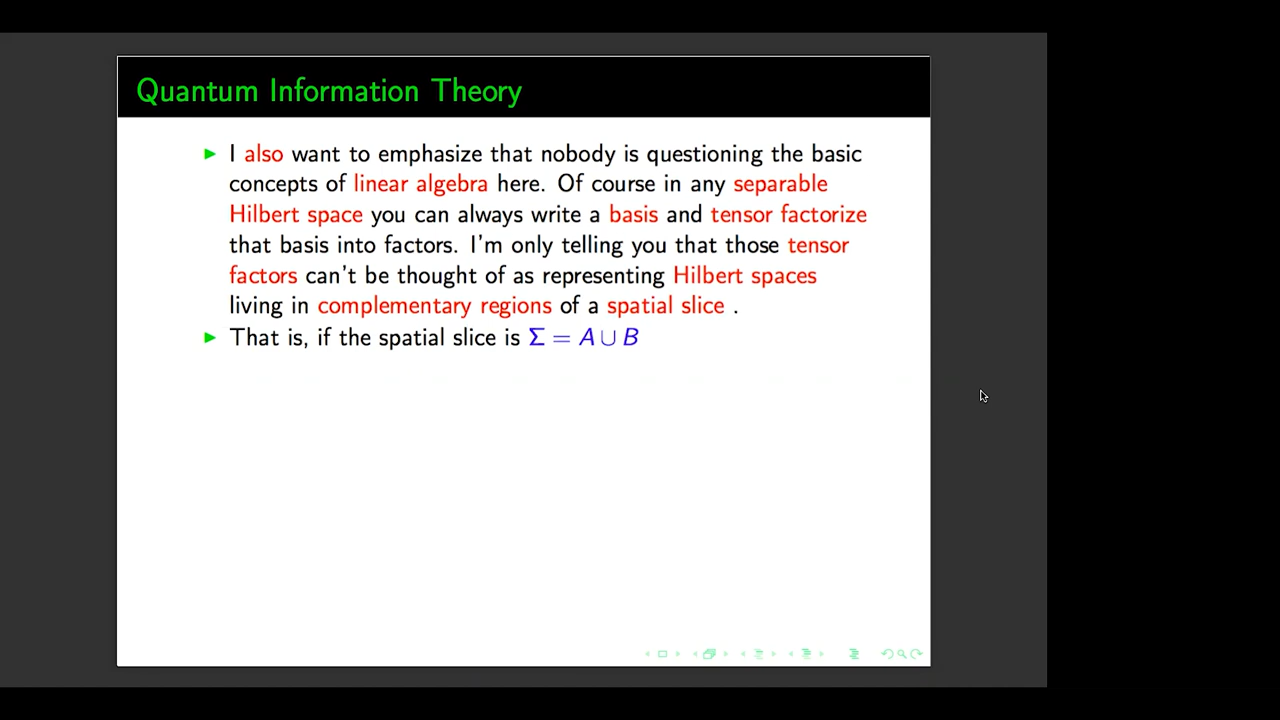 Quantum Information Theory
I also want to emphasize that nobody is questioning the basic
concepts of linear algebra here. Of course in any separable
Hilbert space you can always write a basis and tensor factorize
that basis into factors. I'm only telling you that those tensor
factors can't be thought of as representing Hilbert spaces
living in complementary regions of a spatial slice .
That is, if the spatial slice is Σ = A ∪ B